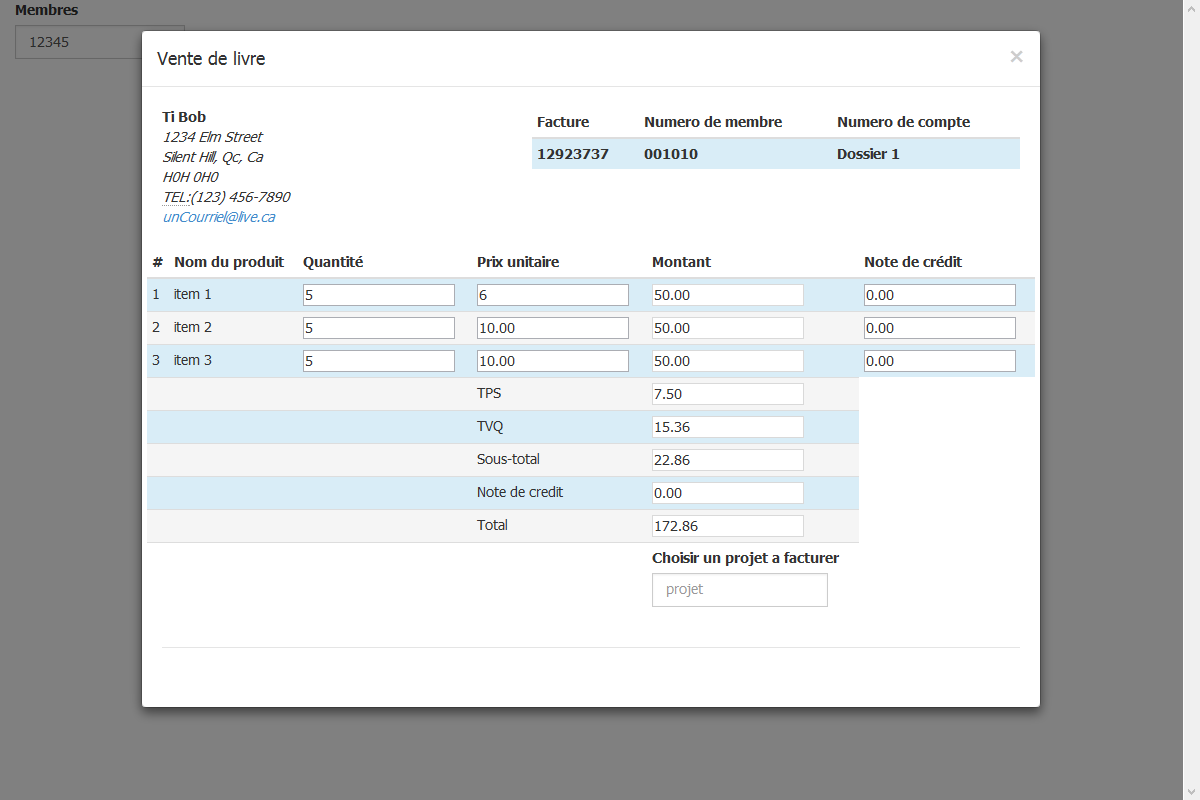 Membres
12345
Vente de livre
×
Ti Bob
1234 Elm Street
Silent Hill, Qc, Ca
H0H 0H0
TEL:(123) 456-7890
unCourriel@live.ca
Facture Numero de membre Numero de compte
12923737 001010 Dossier 1
# Nom du produit Quantité Prix unitaire Montant Note de crédit
1 item 1 5 6 50.00 0.00
2 item 2 5 10.00 50.00 0.00
3 item 3 5 10.00 50.00 0.00
TPS 7.50
TVQ 15.36
Sous-total 22.86
Note de credit 0.00
Total 172.86
Choisir un projet a facturer
projet